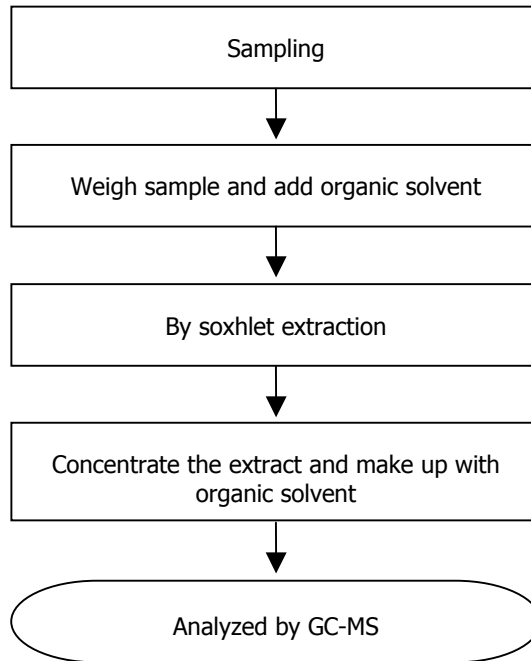 Sampling
Weigh sample and add organic solvent
By soxhlet extraction
Concentrate the extract and make up with
organic solvent
Analyzed by GC-MS